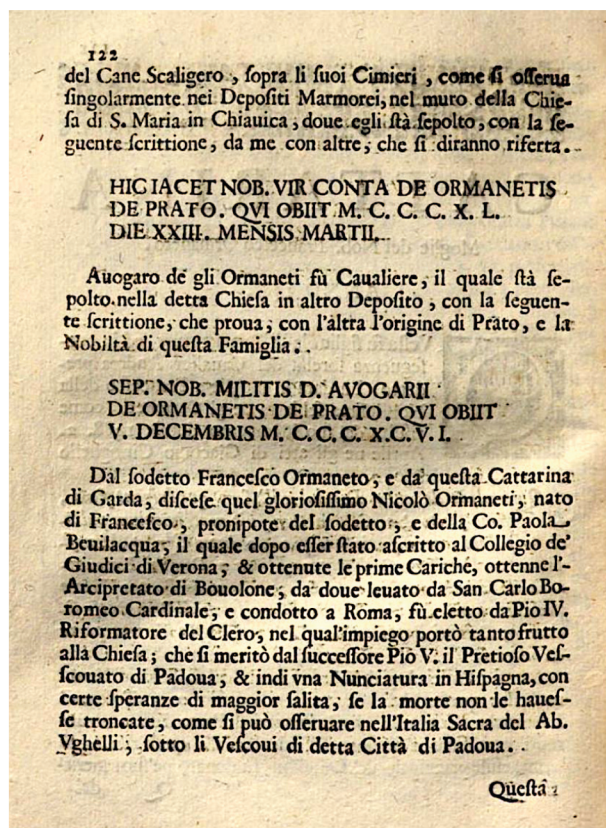 122
del Cane Scaligero, ſopra li ſuoi Cimieri, come ſi oſſerua
ſingolarmente nei Depoſiti Marmorei, nel muro della Chie-
ſa di S. Maria in Chiauica, doue egli ſtà ſepolto, con la ſe-
guente ſcrittione, da me con altre, che ſi diranno riferta.
HIC IACET NOB. VIR CONTA DE ORMANETIS
DE PRATO. QVI OBIIT M. C. C. C. X. L.
DIE XXIII. MENSIS MARTII.
Auogaro de gli Ormaneti fù Caualiere, il quale ſtà ſe-
polto nella detta Chieſa in altro Depoſito, con la ſeguen-
te ſcrittione, che proua, con l'altra l'origine di Prato, e la
Nobiltà di queſta Famiglia.
SEP. NOB. MILITIS D. AVOGARII
DE ORMANETIS DE PRATO. QVI OBIIT
V. DECEMBRIS M. C. C. C. X. C. V. I.
Dal ſodetto Franceſco Ormaneto, e da queſta Cattarina
di Garda, diſceſe quel glorioſiſſimo Nicolò Ormaneti, nato
di Franceſco, pronipote del ſodetto, e della Co. Paola
Beuilacqua, il quale dopo eſſer ſtato aſcritto al Collegio de'
Giudici di Verona, & ottenute le prime Cariche, ottenne l'-
Arcipretato di Bouolone, da doue leuato da San Carlo Bo-
romeo Cardinale, e condotto a Roma, fù eletto da Pio IV.
Riformatore del Clero, nel qual'impiego portò tanto frutto
alla Chieſa; che ſi meritò dal ſucceſſore Pio V. il Pretioſo Veſ-
ſcouato di Padoua, & indi vna Nunciatura in Hiſpagna, con
certe ſperanze di maggior ſalita, ſe la morte non le haueſ-
ſe troncate, come ſi può oſſeruare nell'Italia Sacra del Ab.
Vghelli, ſotto li Veſcoui di detta Città di Padoua.
Queſta